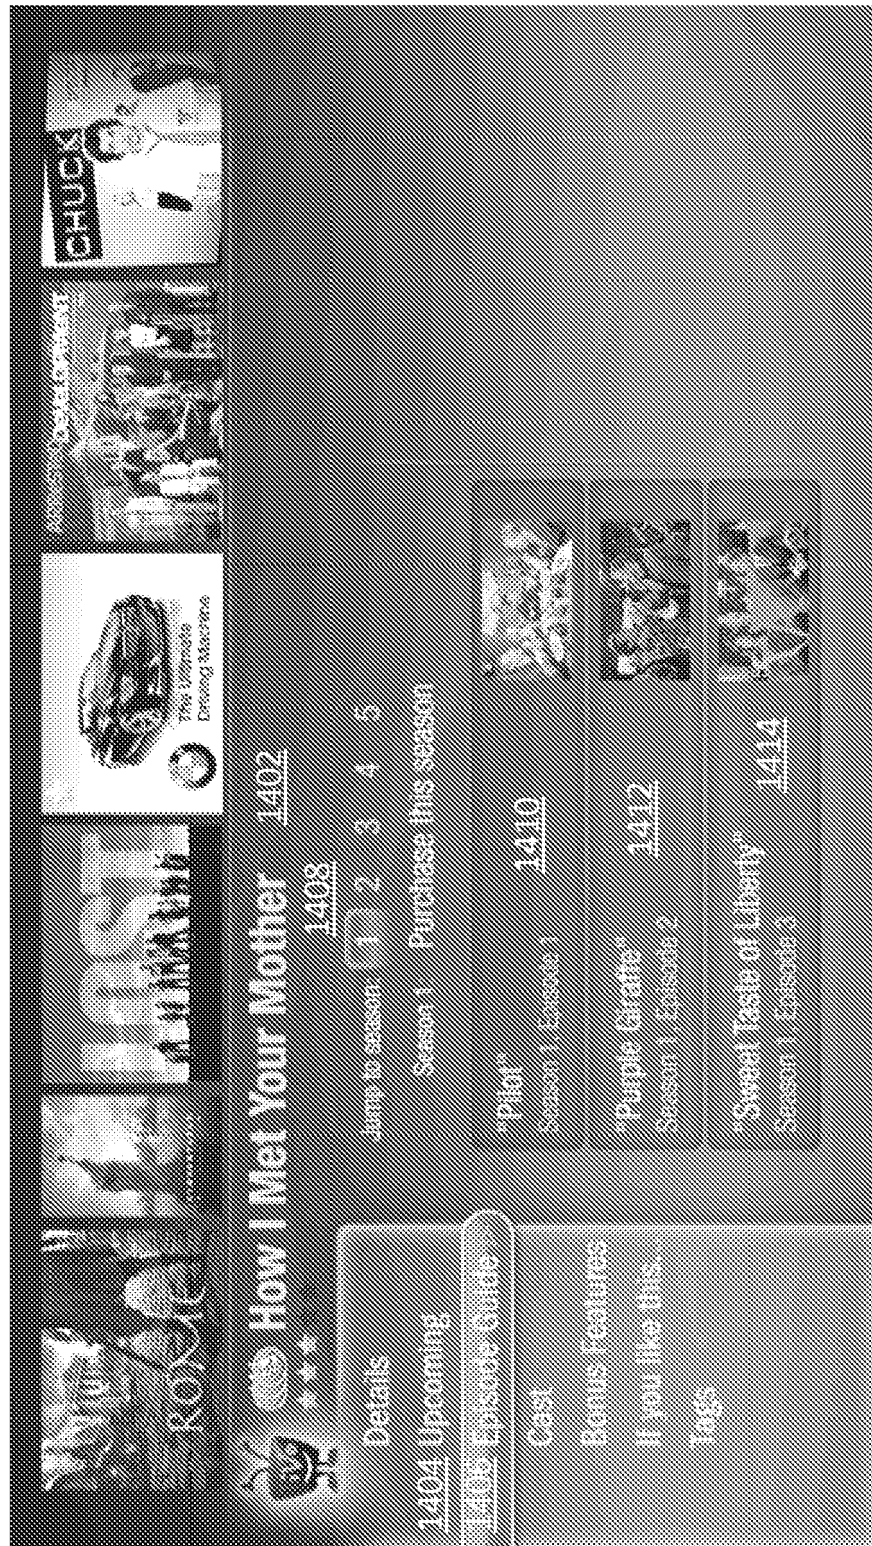 ROME
LOST
The Ultimate
Driving Machine
DEVELOPMENT
CHUCK
How I Met Your Mother 1402
1408
Details
1404 Upcoming
1406 Episode Guide
Cast
Bonus Features
If you like this...
Tags
Jump to season 1 2 3 4 5
Season 1 Purchase this season
"Pilot" 1410
Season 1, Episode 1
"Purple Giraffe" 1412
Season 1, Episode 2
"Sweet Taste of Liberty" 1414
Season 1, Episode 3